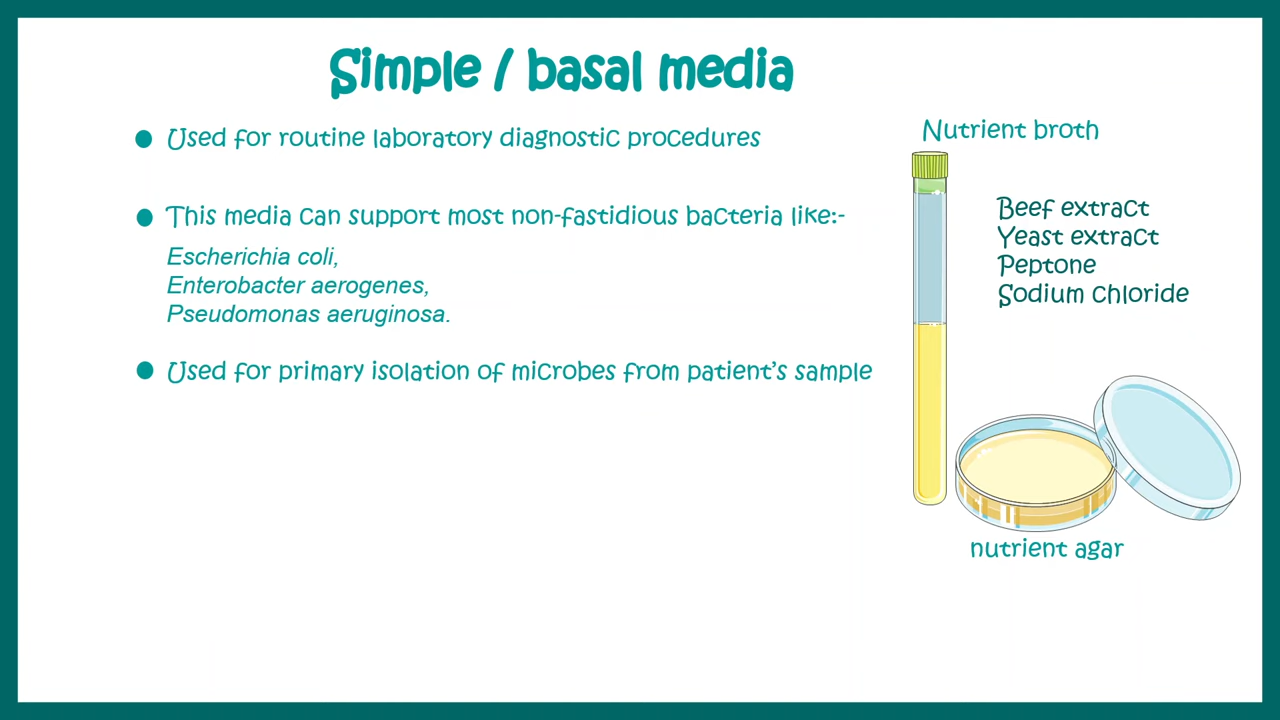 Simple / basal media
Used for routine laboratory diagnostic procedures
This media can support most non-fastidious bacteria like:-
Escherichia coli,
Enterobacter aerogenes,
Pseudomonas aeruginosa.
Used for primary isolation of microbes from patient's sample
Nutrient broth
Beef extract
Yeast extract
Peptone
Sodium chloride
nutrient agar